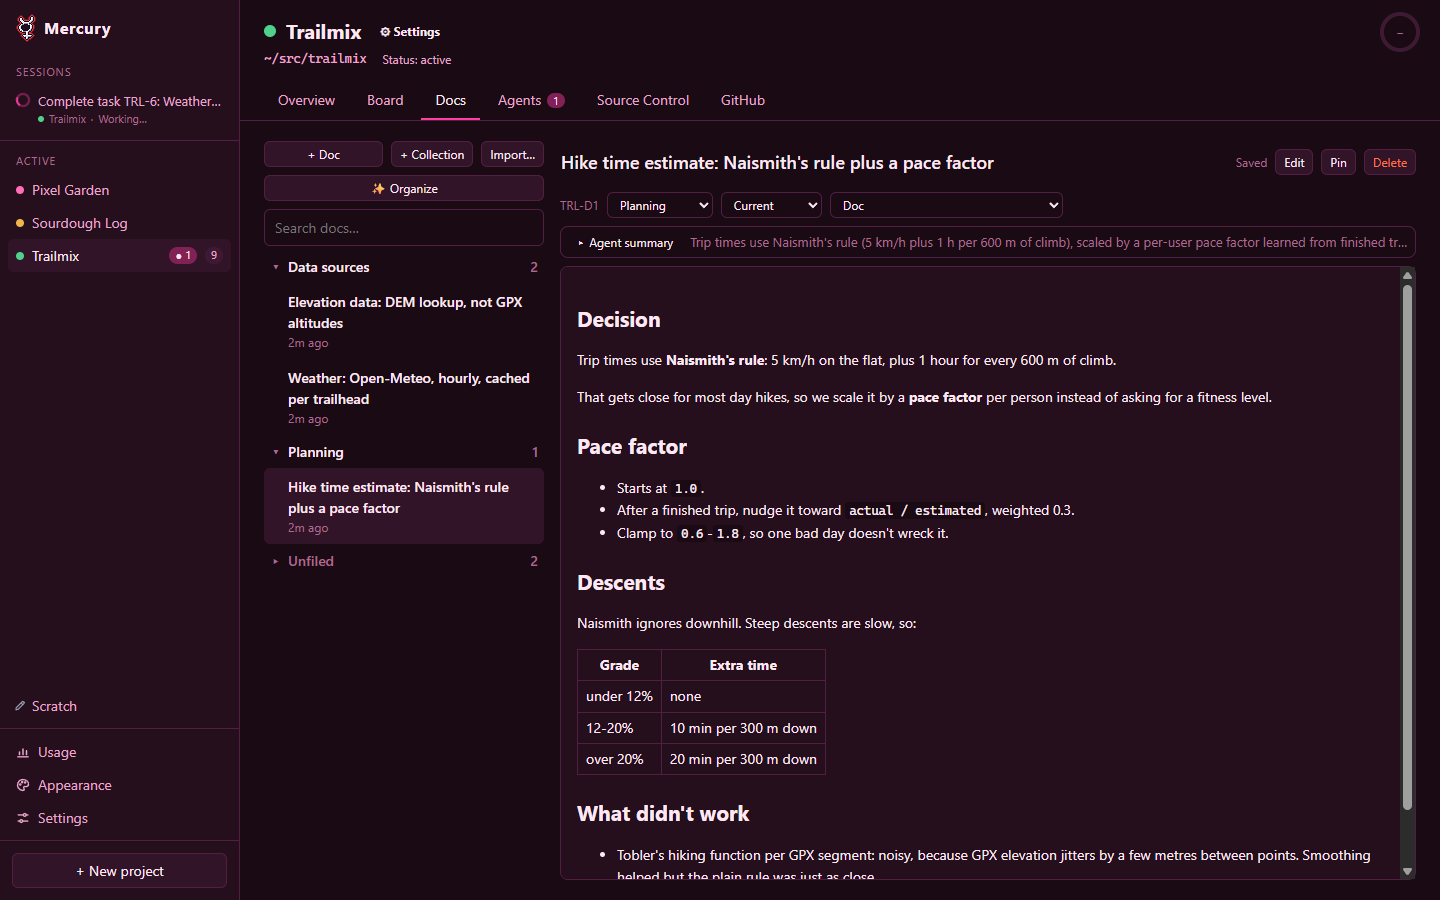 Mercury
SESSIONS
Complete task TRL-6: Weather...
Trailmix · Working...
ACTIVE
Pixel Garden
Sourdough Log
Trailmix
1
9
Scratch
Usage
Appearance
Settings
+ New project
Trailmix
Settings
~/src/trailmix
Status: active
–
Overview
Board
Docs
Agents 1
Source Control
GitHub
+ Doc
+ Collection
Import...
Organize
Search docs...
Data sources 2
Elevation data: DEM lookup, not GPX
altitudes
2m ago
Weather: Open-Meteo, hourly, cached
per trailhead
2m ago
Planning 1
Hike time estimate: Naismith's rule
plus a pace factor
2m ago
Unfiled 2
Hike time estimate: Naismith's rule plus a pace factor
Saved
Edit
Pin
Delete
TRL-D1
Planning
Current
Doc
Agent summary Trip times use Naismith's rule (5 km/h plus 1 h per 600 m of climb), scaled by a per-user pace factor learned from finished tr...
Decision
Trip times use Naismith's rule: 5 km/h on the flat, plus 1 hour for every 600 m of climb.
That gets close for most day hikes, so we scale it by a pace factor per person instead of asking for a fitness level.
Pace factor
• Starts at 1.0.
• After a finished trip, nudge it toward actual / estimated, weighted 0.3.
• Clamp to 0.6-1.8, so one bad day doesn't wreck it.
Descents
Naismith ignores downhill. Steep descents are slow, so:
Grade Extra time
under 12% none
12-20% 10 min per 300 m down
over 20% 20 min per 300 m down
What didn't work
• Tobler's hiking function per GPX segment: noisy, because GPX elevation jitters by a few metres between points. Smoothing
helped but the plain rule was just as close.